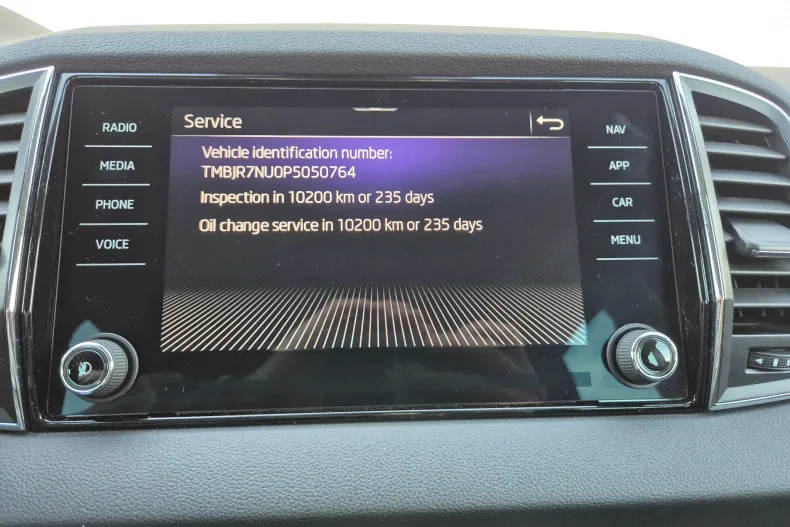 Service
Vehicle identification number:
TMBJR7NU0P5050764
Inspection in 10200 km or 235 days
Oil change service in 10200 km or 235 days
RADIO
MEDIA
PHONE
VOICE
NAV
APP
CAR
MENU